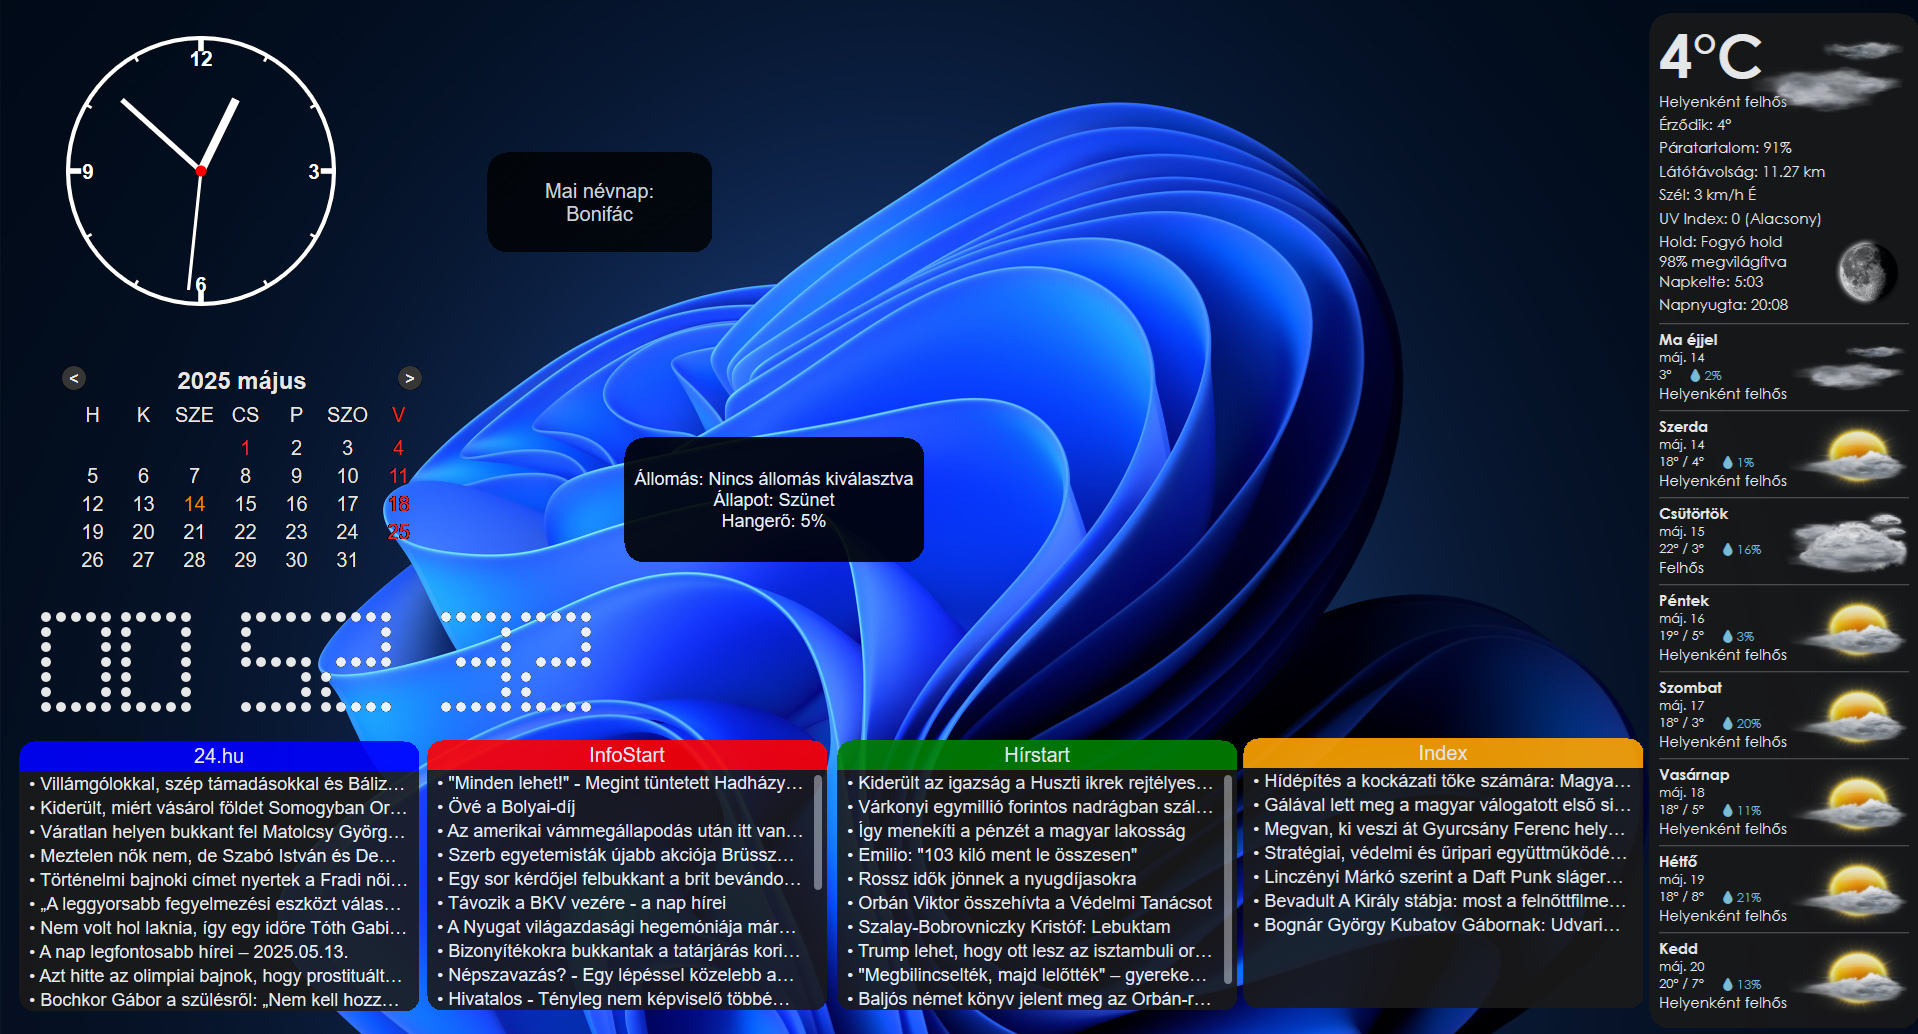 12
9
3
6
Mai névnap:
Bonifác
< 2025 május >
H K SZE CS P SZO V
1 2 3 4
5 6 7 8 9 10 11
12 13 14 15 16 17 18
19 20 21 22 23 24 25
26 27 28 29 30 31
Állomás: Nincs állomás kiválasztva
Állapot: Szünet
Hangerő: 5%
00 52 32
24.hu
• Villámgólokkal, szép támadásokkal és Báliz…
• Kiderült, miért vásárol földet Somogyban Or…
• Váratlan helyen bukkant fel Matolcsy Györg…
• Meztelen nők nem, de Szabó István és De…
• Történelmi bajnoki címet nyertek a Fradi női…
• „A leggyorsabb fegyelmezési eszközt válas…
• Nem volt hol laknia, így egy időre Tóth Gabi…
• A nap legfontosabb hírei – 2025.05.13.
• Azt hitte az olimpiai bajnok, hogy prostituált…
• Bochkor Gábor a szülésről: „Nem kell hozz…
InfoStart
• "Minden lehet!" - Megint tüntetett Hadházy…
• Övé a Bolyai-díj
• Az amerikai vámmegállapodás után itt van…
• Szerb egyetemisták újabb akciója Brüssz…
• Egy sor kérdőjel felbukkant a brit bevándo…
• Távozik a BKV vezére - a nap hírei
• A Nyugat világgazdasági hegemóniája már…
• Bizonyítékokra bukkantak a tatárjárás kori…
• Népszavazás? - Egy lépéssel közelebb a…
• Hivatalos - Tényleg nem képviselő többé…
Hírstart
• Kiderült az igazság a Huszti ikrek rejtélyes…
• Várkonyi egymillió forintos nadrágban szál…
• Így menekíti a pénzét a magyar lakosság
• Emilio: "103 kiló ment le összesen"
• Rossz idők jönnek a nyugdíjasokra
• Orbán Viktor összehívta a Védelmi Tanácsot
• Szalay-Bobrovniczky Kristóf: Lebuktam
• Trump lehet, hogy ott lesz az isztambuli or…
• "Megbilincselték, majd lelőtték" – gyereke…
• Baljós német könyv jelent meg az Orbán-r…
Index
• Hídépítés a kockázati tőke számára: Magya…
• Gálával lett meg a magyar válogatott első si…
• Megvan, ki veszi át Gyurcsány Ferenc hely…
• Stratégiai, védelmi és űripari együttműködé…
• Linczényi Márkó szerint a Daft Punk sláger…
• Bevadult A Király stábja: most a felnőttfilme…
• Bognár György Kubatov Gábornak: Udvari…
4°C
Helyenként felhős
Érződik: 4°
Páratartalom: 91%
Látótávolság: 11.27 km
Szél: 3 km/h É
UV Index: 0 (Alacsony)
Hold: Fogyó hold
98% megvilágítva
Napkelte: 5:03
Napnyugta: 20:08
Ma éjjel
máj. 14
3° 2%
Helyenként felhős
Szerda
máj. 14
18° / 4° 1%
Helyenként felhős
Csütörtök
máj. 15
22° / 3° 16%
Felhős
Péntek
máj. 16
19° / 5° 3%
Helyenként felhős
Szombat
máj. 17
18° / 3° 20%
Helyenként felhős
Vasárnap
máj. 18
18° / 5° 11%
Helyenként felhős
Hétfő
máj. 19
18° / 8° 21%
Helyenként felhős
Kedd
máj. 20
20° / 7° 13%
Helyenként felhős